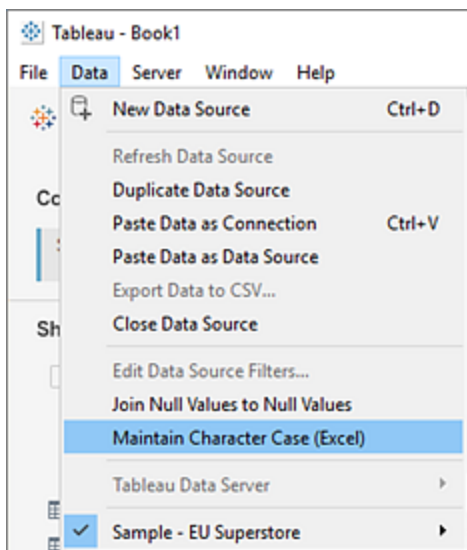 Tableau - Book1
File Data Server Window Help
New Data Source Ctrl+D
Refresh Data Source
Co
Duplicate Data Source
Paste Data as Connection Ctrl+V
Paste Data as Data Source
Export Data to CSV...
Close Data Source
Sh
Edit Data Source Filters...
Join Null Values to Null Values
Maintain Character Case (Excel)
Tableau Data Server
Sample - EU Superstore